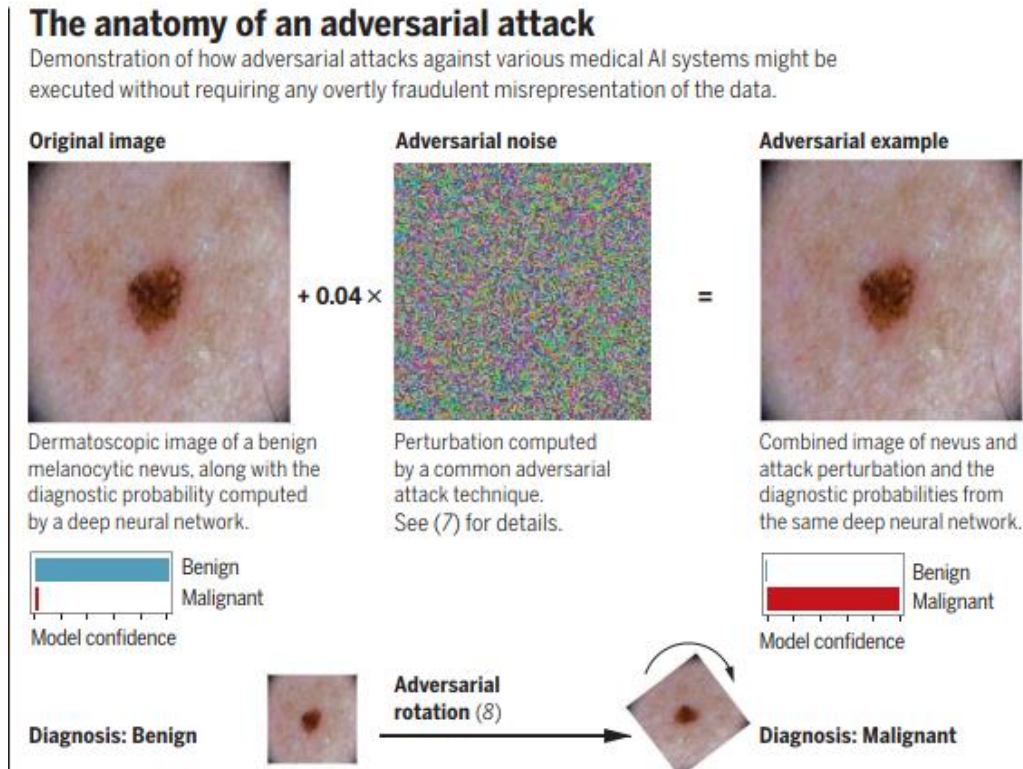 The anatomy of an adversarial attack
Demonstration of how adversarial attacks against various medical AI systems might be
executed without requiring any overtly fraudulent misrepresentation of the data.
Original image
Adversarial noise
Adversarial example
+ 0.04 ×
=
Dermatoscopic image of a benign
melanocytic nevus, along with the
diagnostic probability computed
by a deep neural network.
Perturbation computed
by a common adversarial
attack technique.
See (7) for details.
Combined image of nevus and
attack perturbation and the
diagnostic probabilities from
the same deep neural network.
Benign
Malignant
Model confidence
Benign
Malignant
Model confidence
Adversarial
rotation (8)
Diagnosis: Benign
Diagnosis: Malignant